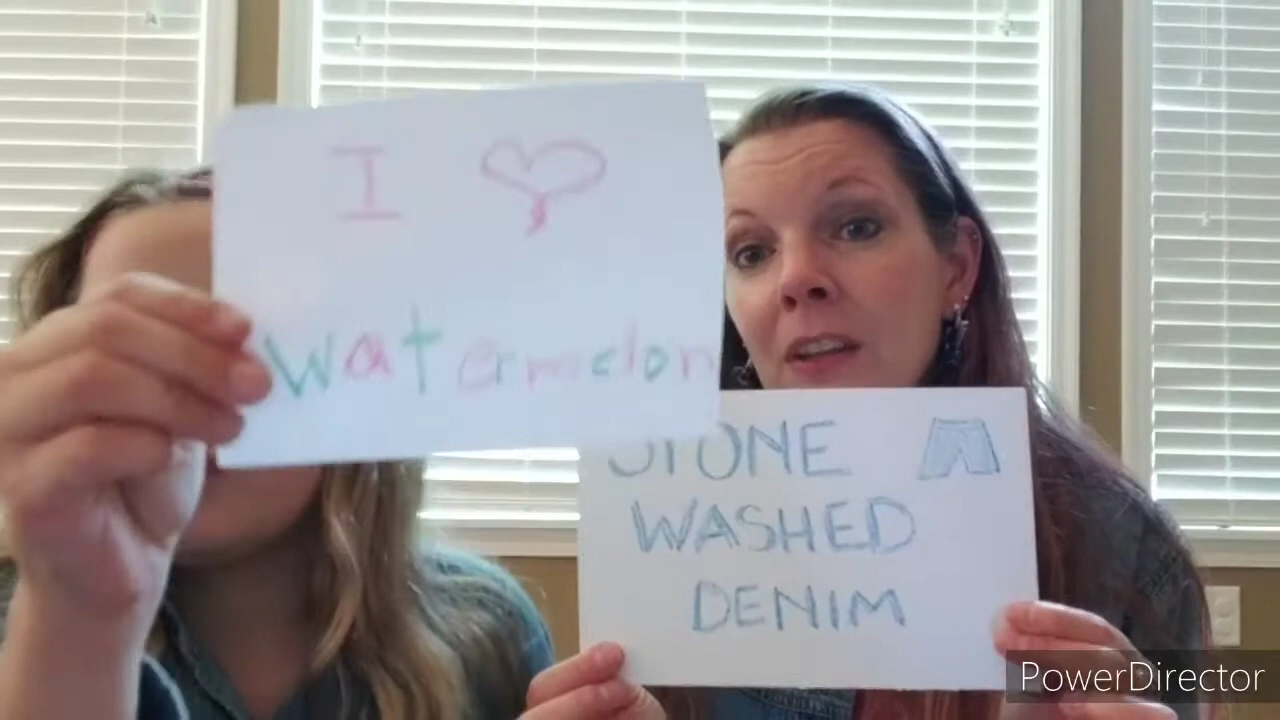 I
watermelon
STONE
WASHED
DENIM
PowerDirector